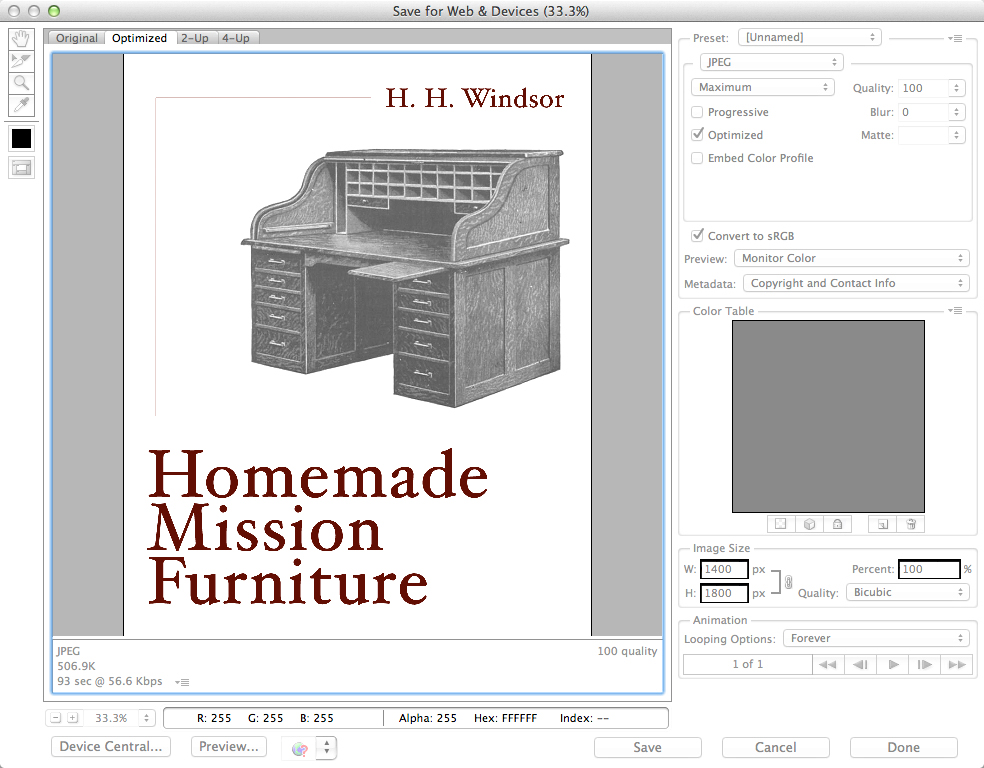 Save for Web & Devices (33.3%)
Original Optimized 2-Up 4-Up
H. H. Windsor
Homemade
Mission
Furniture
JPEG
506.9K
93 sec @ 56.6 Kbps
100 quality
33.3%
R: 255 G: 255 B: 255 Alpha: 255 Hex: FFFFFF Index: --
Device Central... Preview...
Preset: [Unnamed]
JPEG
Maximum Quality: 100
Progressive Blur: 0
Optimized Matte:
Embed Color Profile
Convert to sRGB
Preview: Monitor Color
Metadata: Copyright and Contact Info
Color Table
Image Size
W: 1400 px Percent: 100 %
H: 1800 px Quality: Bicubic
Animation
Looping Options: Forever
1 of 1
Save Cancel Done